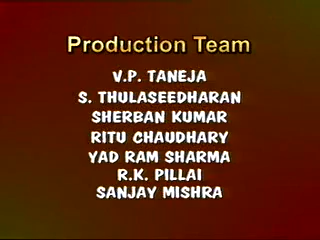 Production Team
V.P. TANEJA
S. THULASEEDHARAN
SHERBAN KUMAR
RITU CHAUDHARY
YAD RAM SHARMA
R.K. PILLAI
SANJAY MISHRA